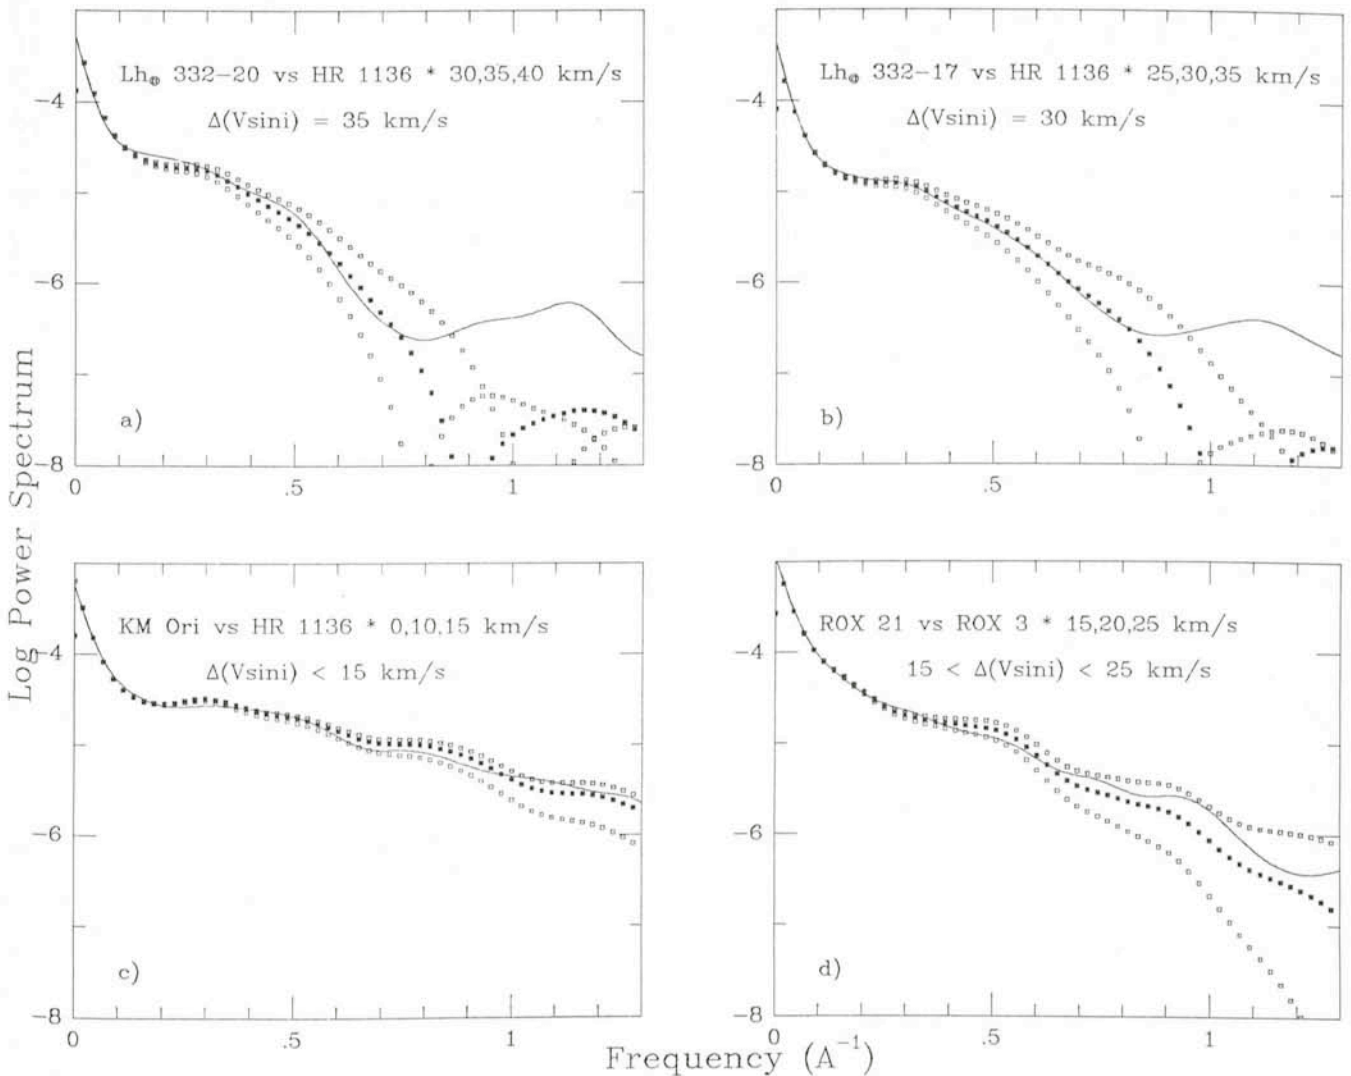 Lh⊕ 332-20 vs HR 1136 * 30,35,40 km/s
Δ(Vsini) = 35 km/s
-4
-6
-8
a)
0
.5
1
Lh⊕ 332-17 vs HR 1136 * 25,30,35 km/s
Δ(Vsini) = 30 km/s
-4
-6
-8
b)
0
.5
1
Log Power Spectrum
KM Ori vs HR 1136 * 0,10,15 km/s
Δ(Vsini) < 15 km/s
-4
-6
-8
c)
0
.5
1
ROX 21 vs ROX 3 * 15,20,25 km/s
15 < Δ(Vsini) < 25 km/s
-4
-6
-8
d)
0
.5
1
Frequency (A⁻¹)